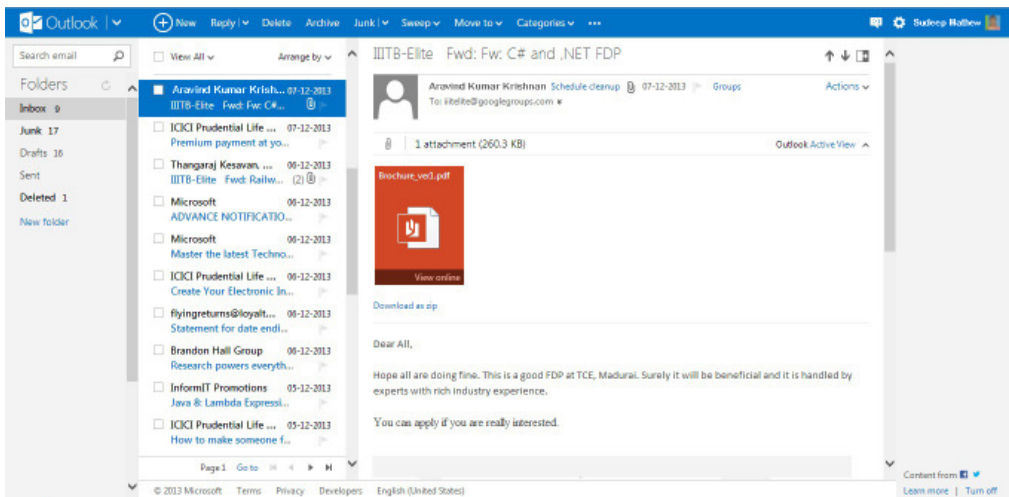 Outlook
New Reply Delete Archive Junk Sweep Move to Categories •••
Sudeep Mathew
Search email
Folders
Inbox 9
Junk 17
Drafts 16
Sent
Deleted 1
New folder
View: All Arrange by
Aravind Kumar Krish... 07-12-2013
IIITB-Elite Fwd: Fw: C#...
ICICI Prudential Life ... 07-12-2013
Premium payment at yo...
Thangaraj Kesavan, ... 06-12-2013
IIITB-Elite Fwd: Railw... (2)
Microsoft 06-12-2013
ADVANCE NOTIFICATIO...
Microsoft 06-12-2013
Master the latest Techno...
ICICI Prudential Life ... 06-12-2013
Create Your Electronic In...
flyingreturns@loyalt... 06-12-2013
Statement for date endi...
Brandon Hall Group 06-12-2013
Research powers everyth...
InformIT Promotions 05-12-2013
Java & Lambda Expressi...
ICICI Prudential Life ... 05-12-2013
How to make someone f...
Page1 Go to
IIITB-Elite Fwd: Fw: C# and .NET FDP
Aravind Kumar Krishnan Schedule cleanup 07-12-2013 Groups
Actions
To: iiitelite@googlegroups.com
1 attachment (260.3 KB)
Outlook Active View
Brochure_ver1.pdf
View online
Download as zip
Dear All,
Hope all are doing fine. This is a good FDP at TCE, Madurai. Surely it will be beneficial and it is handled by
experts with rich industry experience.
You can apply if you are really interested.
Content from
Learn more | Turn off
© 2013 Microsoft Terms Privacy Developers English (United States)